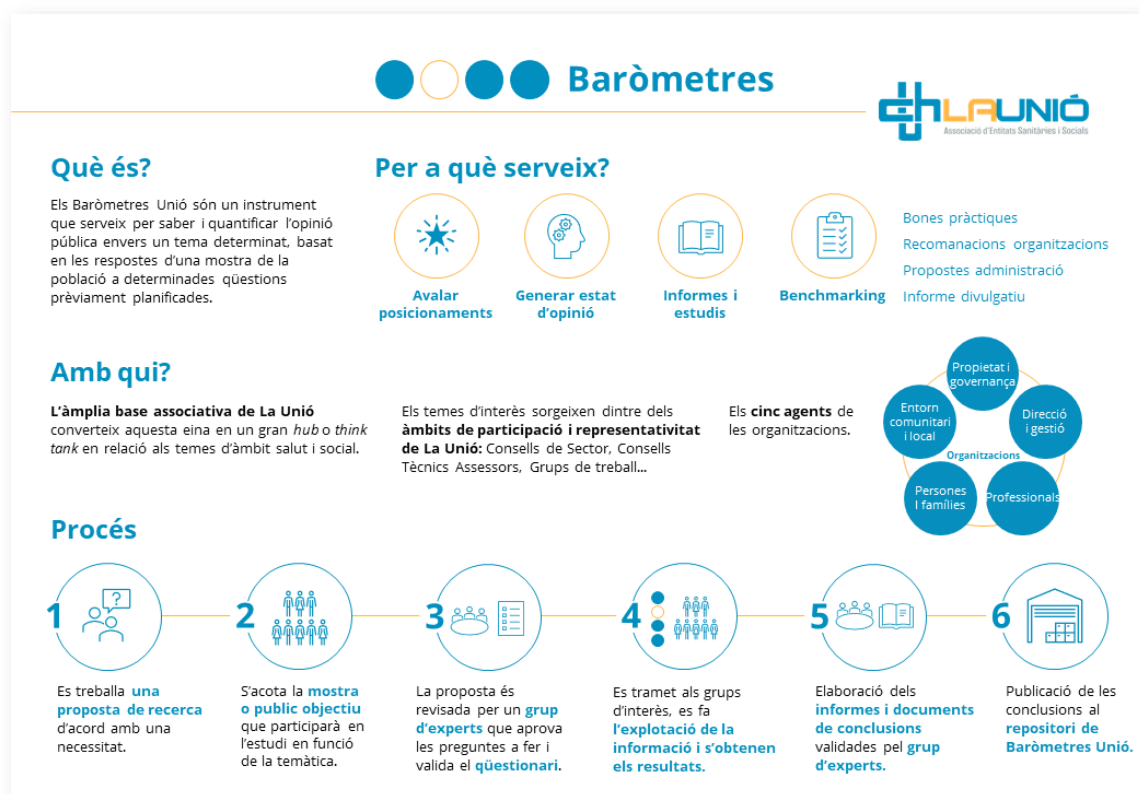 Baròmetres
LAUNIÓ
Associació d'Entitats Sanitàries i Socials
Què és?
Els Baròmetres Unió són un instrument
que serveix per saber i quantificar l'opinió
pública envers un tema determinat, basat
en les respostes d'una mostra de la
població a determinades qüestions
prèviament planificades.
Per a què serveix?
Avalar
posicionaments
Generar estat
d'opinió
Informes i
estudis
Benchmarking
Bones pràctiques
Recomanacions organitzacions
Propostes administració
Informe divulgatiu
Amb qui?
L'àmplia base associativa de La Unió
converteix aquesta eina en un gran hub o think
tank en relació als temes d'àmbit salut i social.
Els temes d'interès sorgeixen dintre dels
àmbits de participació i representativitat
de La Unió: Consells de Sector, Consells
Tècnics Assessors, Grups de treball...
Els cinc agents de
les organitzacions.
Propietat i
governança
Direcció
i gestió
Professionals
Persones
I famílies
Entorn
comunitari
i local
Organitzacions
Procés
1
?
Es treballa una
proposta de recerca
d'acord amb una
necessitat.
2
S'acota la mostra
o public objectiu
que participarà en
l'estudi en funció
de la temàtica.
3
La proposta és
revisada per un grup
d'experts que aprova
les preguntes a fer i
valida el qüestionari.
4
Es tramet als grups
d'interès, es fa
l'explotació de la
informació i s'obtenen
els resultats.
5
Elaboració dels
informes i documents
de conclusions
validades pel grup
d'experts.
6
Publicació de les
conclusions al
repositori de
Baròmetres Unió.